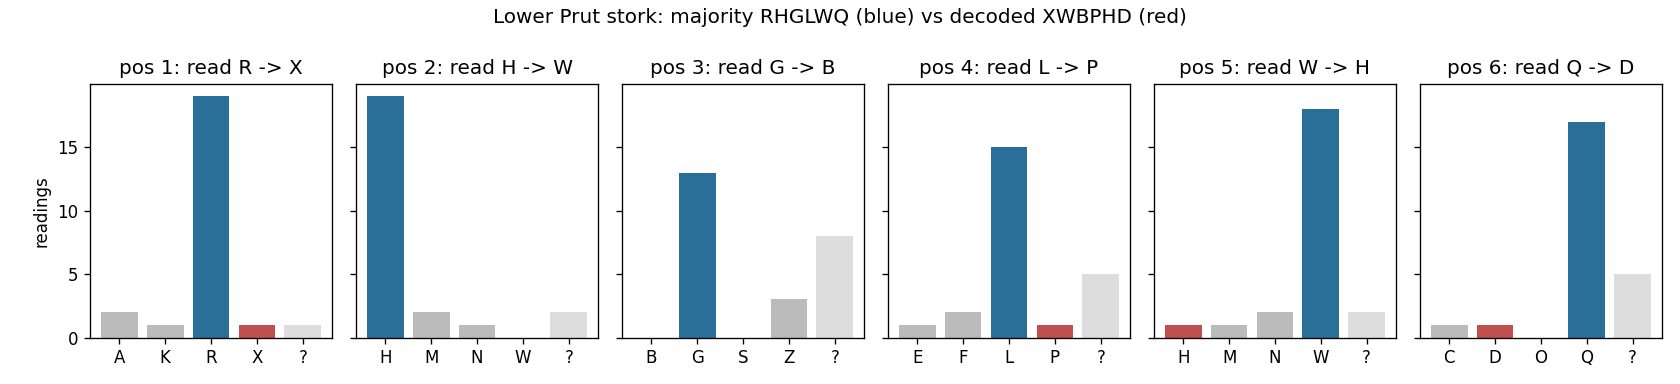 Lower Prut stork: majority RHGLWQ (blue) vs decoded XWBPHD (red)
pos 1: read R -> X
pos 2: read H -> W
pos 3: read G -> B
pos 4: read L -> P
pos 5: read W -> H
pos 6: read Q -> D
readings
15
10
5
0
A K R X ?
H M N W ?
B G S Z ?
E F L P ?
H M N W ?
C D O Q ?